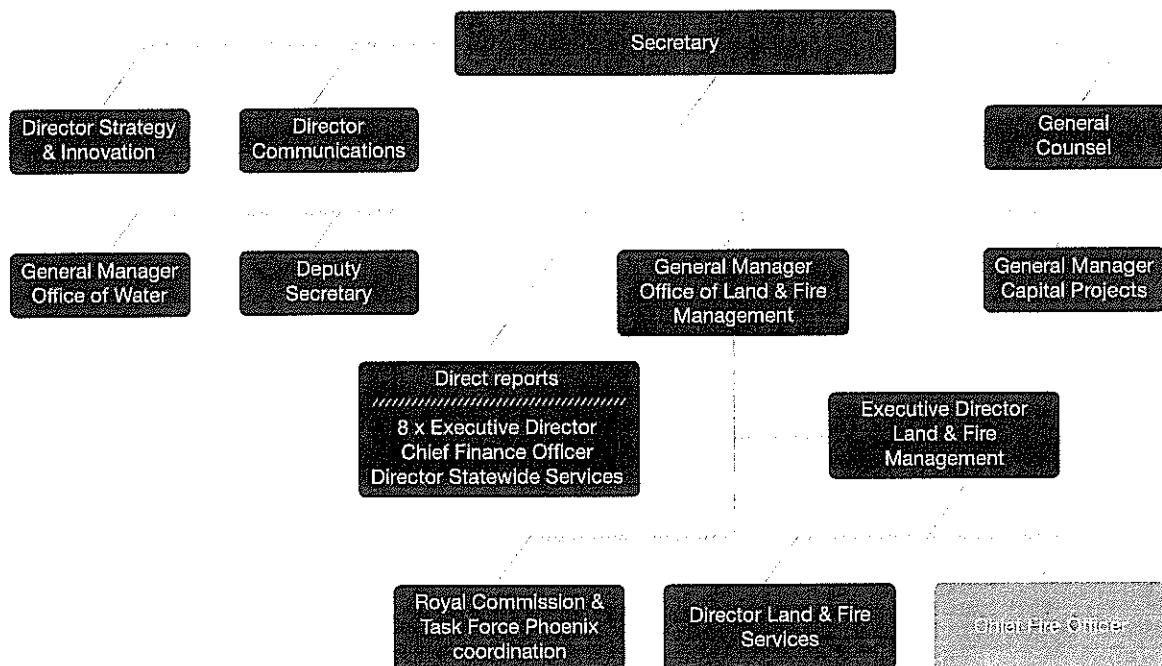 Secretary
Director Strategy
& Innovation
Director
Communications
General
Counsel
General Manager
Office of Water
Deputy
Secretary
General Manager
Office of Land & Fire
Management
General Manager
Capital Projects
Direct reports
8 x Executive Director
Chief Finance Officer
Director Statewide Services
Executive Director
Land & Fire
Management
Royal Commission &
Task Force Phoenix
coordination
Director Land & Fire
Services
Chief Fire Officer